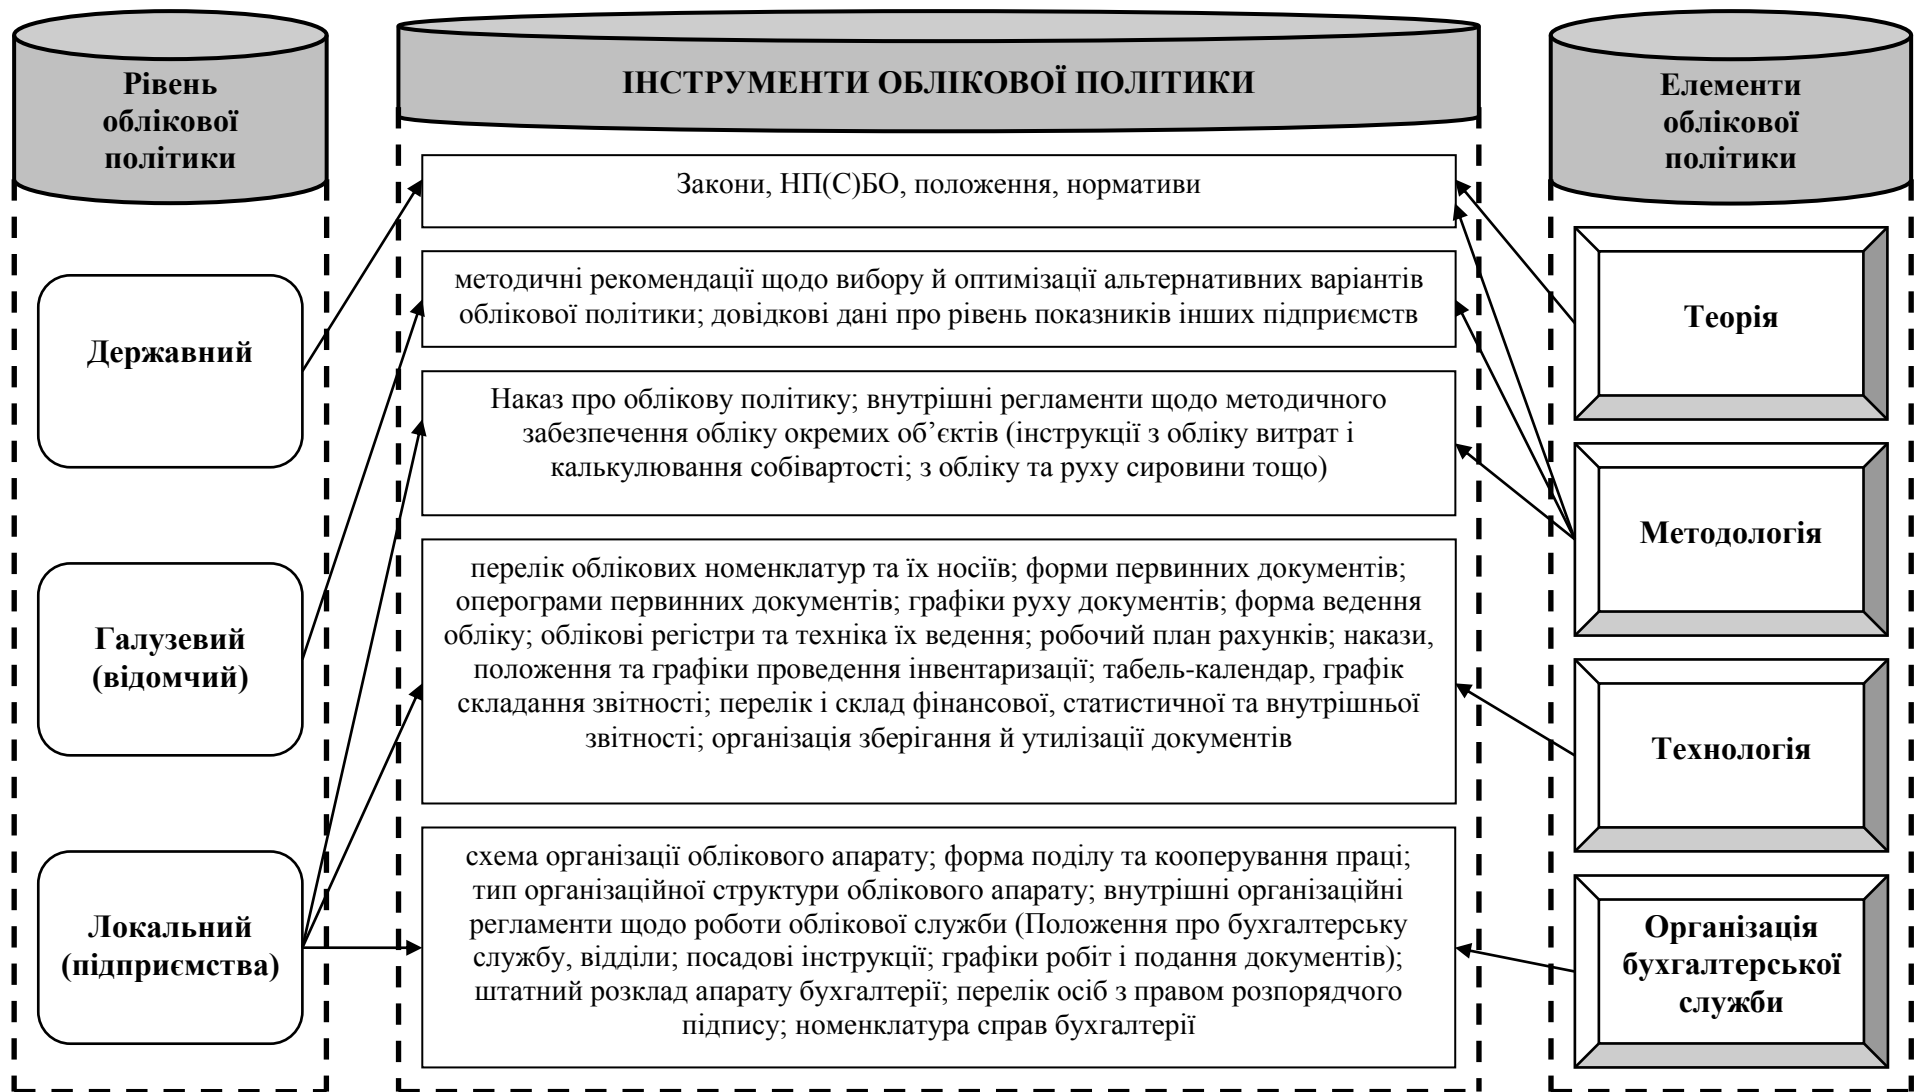 Рівень
облікової
політики
ІНСТРУМЕНТИ ОБЛІКОВОЇ ПОЛІТИКИ
Елементи
облікової
політики
Державний
Галузевий
(відомчий)
Локальний
(підприємства)
Закони, НП(С)БО, положення, нормативи
методичні рекомендації щодо вибору й оптимізації альтернативних варіантів
облікової політики; довідкові дані про рівень показників інших підприємств
Наказ про облікову політику; внутрішні регламенти щодо методичного
забезпечення обліку окремих об’єктів (інструкції з обліку витрат і
калькулювання собівартості; з обліку та руху сировини тощо)
перелік облікових номенклатур та їх носіїв; форми первинних документів;
оперограми первинних документів; графіки руху документів; форма ведення
обліку; облікові регістри та техніка їх ведення; робочий план рахунків; накази,
положення та графіки проведення інвентаризації; табель-календар, графік
складання звітності; перелік і склад фінансової, статистичної та внутрішньої
звітності; організація зберігання й утилізації документів
схема організації облікового апарату; форма поділу та кооперування праці;
тип організаційної структури облікового апарату; внутрішні організаційні
регламенти щодо роботи облікової служби (Положення про бухгалтерську
службу, відділи; посадові інструкції; графіки робіт і подання документів);
штатний розклад апарату бухгалтерії; перелік осіб з правом розпорядчого
підпису; номенклатура справ бухгалтерії
Теорія
Методологія
Технологія
Організація
бухгалтерської
служби